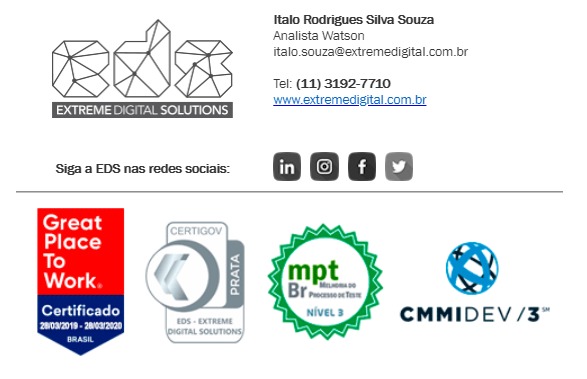 Italo Rodrigues Silva Souza
Analista Watson
italo.souza@extremedigital.com.br
Tel: (11) 3192-7710
www.extremedigital.com.br
eds
EXTREME DIGITAL SOLUTIONS
Siga a EDS nas redes sociais:
in
f
Great
Place
To
Work®
Certificado
28/03/2019 - 28/03/2020
BRASIL
CERTIGOV
PRATA
EDS - EXTREME
DIGITAL SOLUTIONS
mpt
Br
MELHORIA DO
PROCESSO DE TESTE
NÍVEL 3
CMMIDEV/3℠